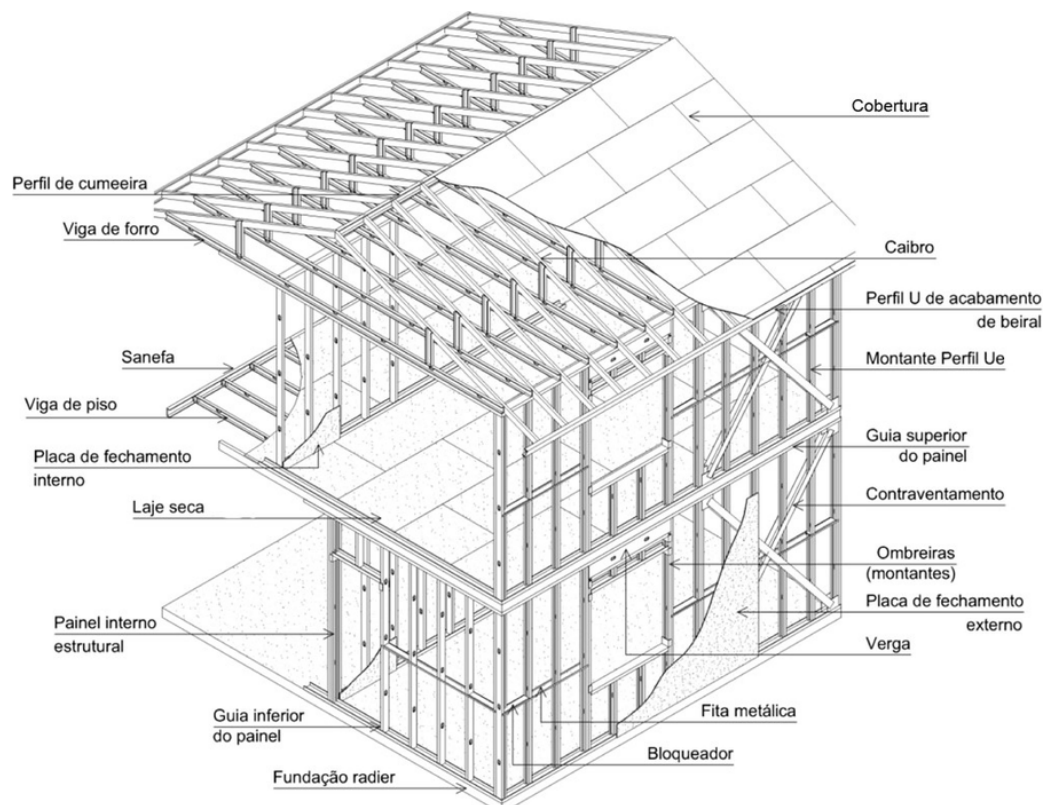 Cobertura
Perfil de cumeeira
Viga de forro
Caibro
Perfil U de acabamento
de beiral
Sanefa
Montante Perfil Ue
Viga de piso
Guia superior
do painel
Placa de fechamento
interno
Contraventamento
Laje seca
Ombreiras
(montantes)
Placa de fechamento
externo
Painel interno
estrutural
Verga
Guia inferior
do painel
Fita metálica
Bloqueador
Fundação radier